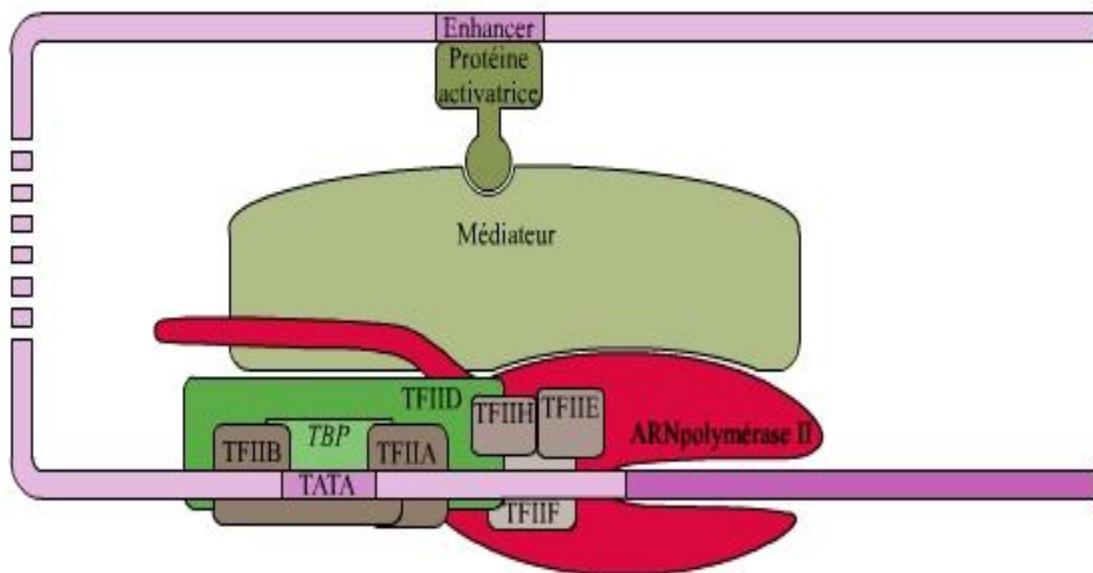 Enhancer
Protéine
activatrice
Médiateur
TFIID
TFIIH
TFIIE
ARNpolymérase II
TBP
TFIIB
TFIIA
TATA
TFIIF